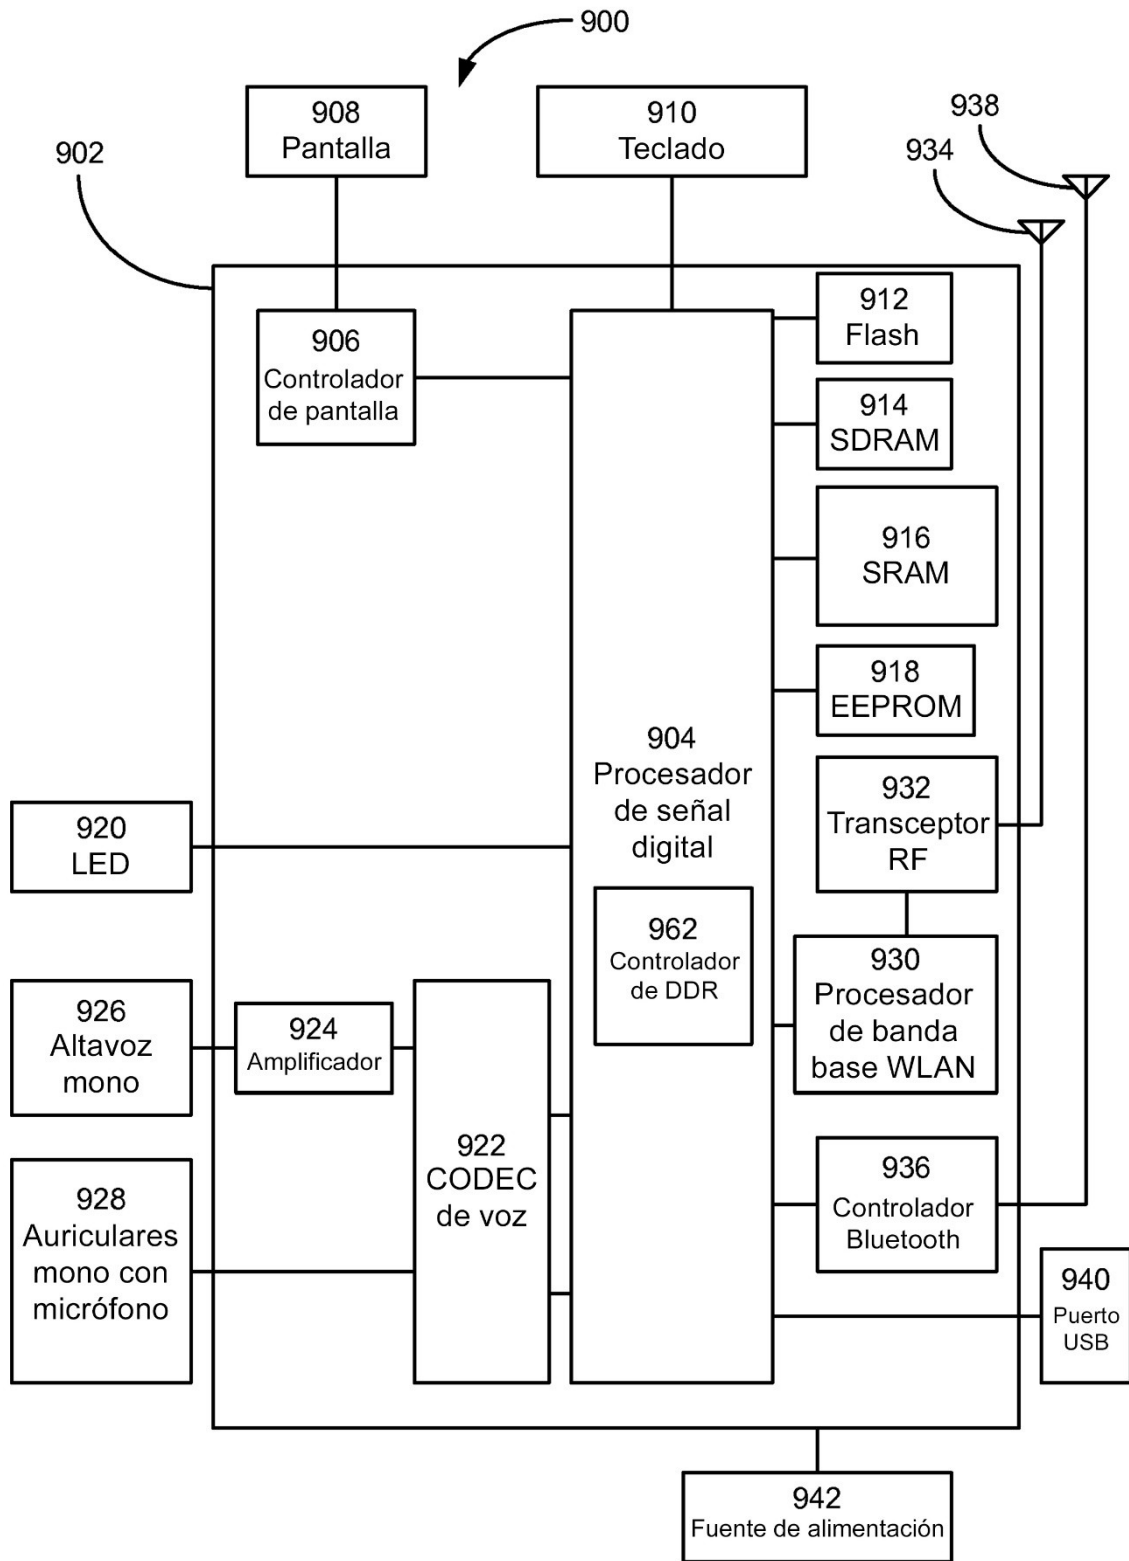 900
908
Pantalla
910
Teclado
938
934
902
906
Controlador
de pantalla
912
Flash
914
SDRAM
916
SRAM
918
EEPROM
904
Procesador
de señal
digital
932
Transceptor
RF
920
LED
962
Controlador
de DDR
930
Procesador
de banda
base WLAN
926
Altavoz
mono
924
Amplificador
922
CODEC
de voz
936
Controlador
Bluetooth
928
Auriculares
mono con
micrófono
940
Puerto
USB
942
Fuente de alimentación